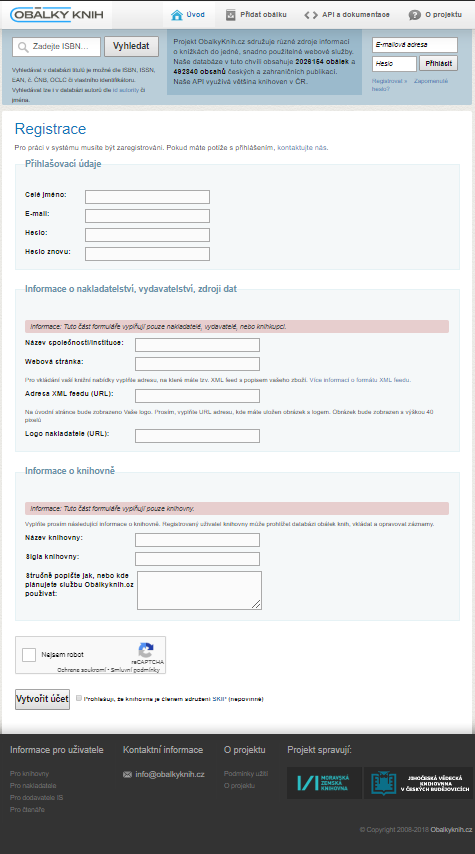 OBÁLKY KNIH
Úvod
Přidat obálku
API a dokumentace
O projektu
Zadejte ISBN...
Vyhledat
Vyhledávat v databázi titulů je možné dle ISBN, ISSN,
EAN, č. ČNB, OCLC či vlastního identifikátoru.
Vyhledávat lze i v databázi autorů dle id autority či
jména.
Projekt ObalkyKnih.cz sdružuje různé zdroje informací
o knížkách do jedné, snadno použitelné webové služby.
Naše databáze v tuto chvíli obsahuje 2026154 obálek a
492840 obsahů českých a zahraničních publikací.
Naše API využívá většina knihoven v ČR.
E-mailová adresa
Heslo
Přihlásit
Registrovat » Zapomenuté
heslo?
Registrace
Pro práci v systému musíte být zaregistrováni. Pokud máte potíže s přihlášením, kontaktujte nás.
Přihlašovací údaje
Celé jméno:
E-mail:
Heslo:
Heslo znovu:
Informace o nakladatelství, vydavatelství, zdroji dat
Informace: Tuto část formuláře vyplňují pouze nakladatelé, vydavatelé, nebo knihkupci.
Název společnosti/instituce:
Webová stránka:
Pro vkládání vaší knižní nabídky vyplňte adresu, na které máte tzv. XML feed s popisem vašeho zboží. Více informací o formátu XML feedu.
Adresa XML feedu (URL):
Na úvodní stránce bude zobrazeno Vaše logo. Prosím, vyplňte URL adresu, kde máte uložen obrázek s logem. Obrázek bude zobrazen s výškou 40
pixelů
Logo nakladatele (URL):
Informace o knihovně
Informace: Tuto část formuláře vyplňují pouze knihovny.
Vyplňte prosím následující informace o knihovně. Registrovaný uživatel knihovny může prohlížet databázi obálek knih, vkládat a opravovat záznamy.
Název knihovny:
Sigla knihovny:
Stručně popište jak, nebo kde
plánujete službu Obálkyknih.cz
používat:
Nejsem robot
reCAPTCHA
Ochrana soukromí • Smluvní podmínky
Vytvořit účet
Prohlašuji, že knihovna je členem sdružení SKIP (nepovinné)
Informace pro uživatele
Kontaktní informace
O projektu
Projekt spravují:
Pro knihovny
Pro nakladatele
Pro dodavatele IS
Pro čtenáře
info@obalkyknih.cz
Podmínky užití
O projektu
MORAVSKÁ
ZEMSKÁ
KNIHOVNA
JIHOČESKÁ VĚDECKÁ
KNIHOVNA
V ČESKÝCH BUDĚJOVICÍCH
© Copyright 2008-2016 Obalkyknih.cz